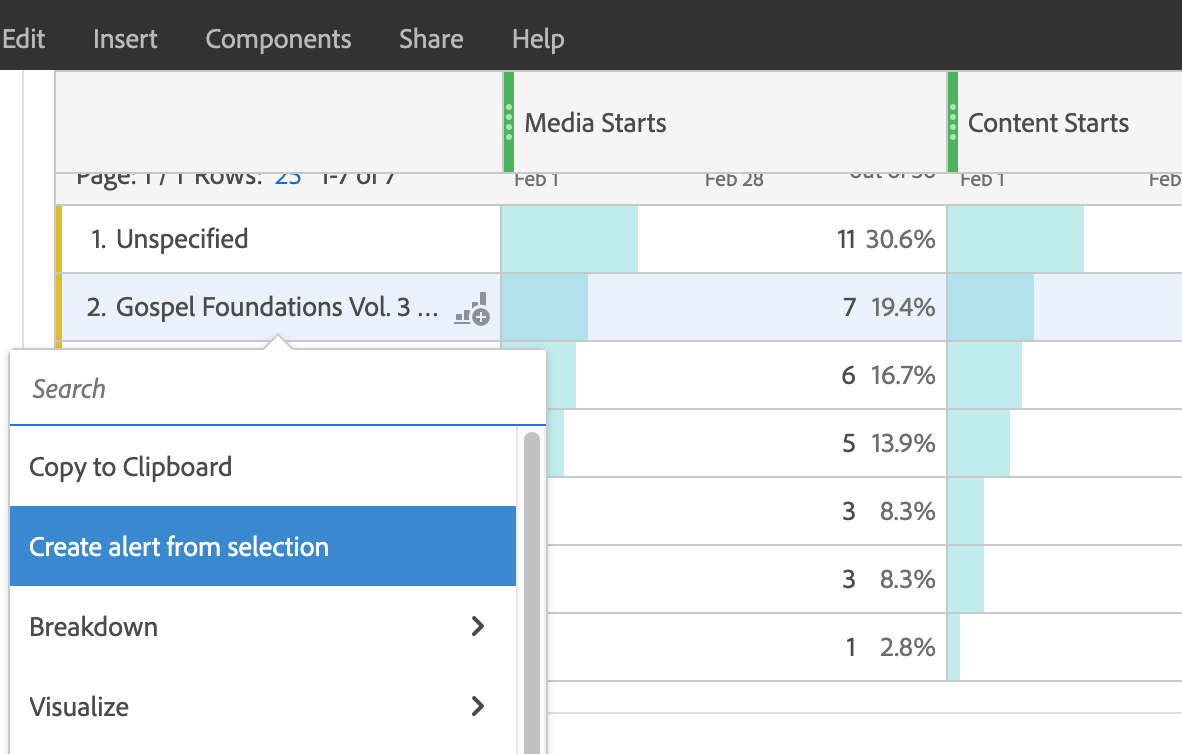 Edit Insert Components Share Help
Media Starts Content Starts
Page: 1 / 1 Rows: 25 1-7 of 7 Feb 1 Feb 28 out of 36 Feb 1 Feb
1. Unspecified 11 30.6%
2. Gospel Foundations Vol. 3 ... 7 19.4%
6 16.7%
5 13.9%
3 8.3%
3 8.3%
1 2.8%
Search
Copy to Clipboard
Create alert from selection
Breakdown
Visualize